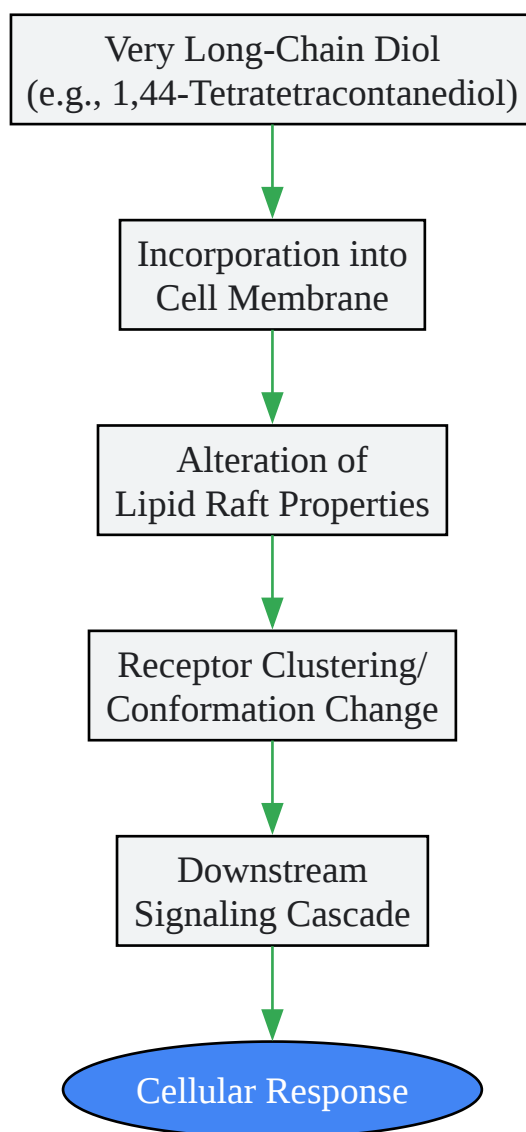 Very Long-Chain Diol
(e.g., 1,44-Tetratetracontanediol)
Incorporation into
Cell Membrane
Alteration of
Lipid Raft Properties
Receptor Clustering/
Conformation Change
Downstream
Signaling Cascade
Cellular Response